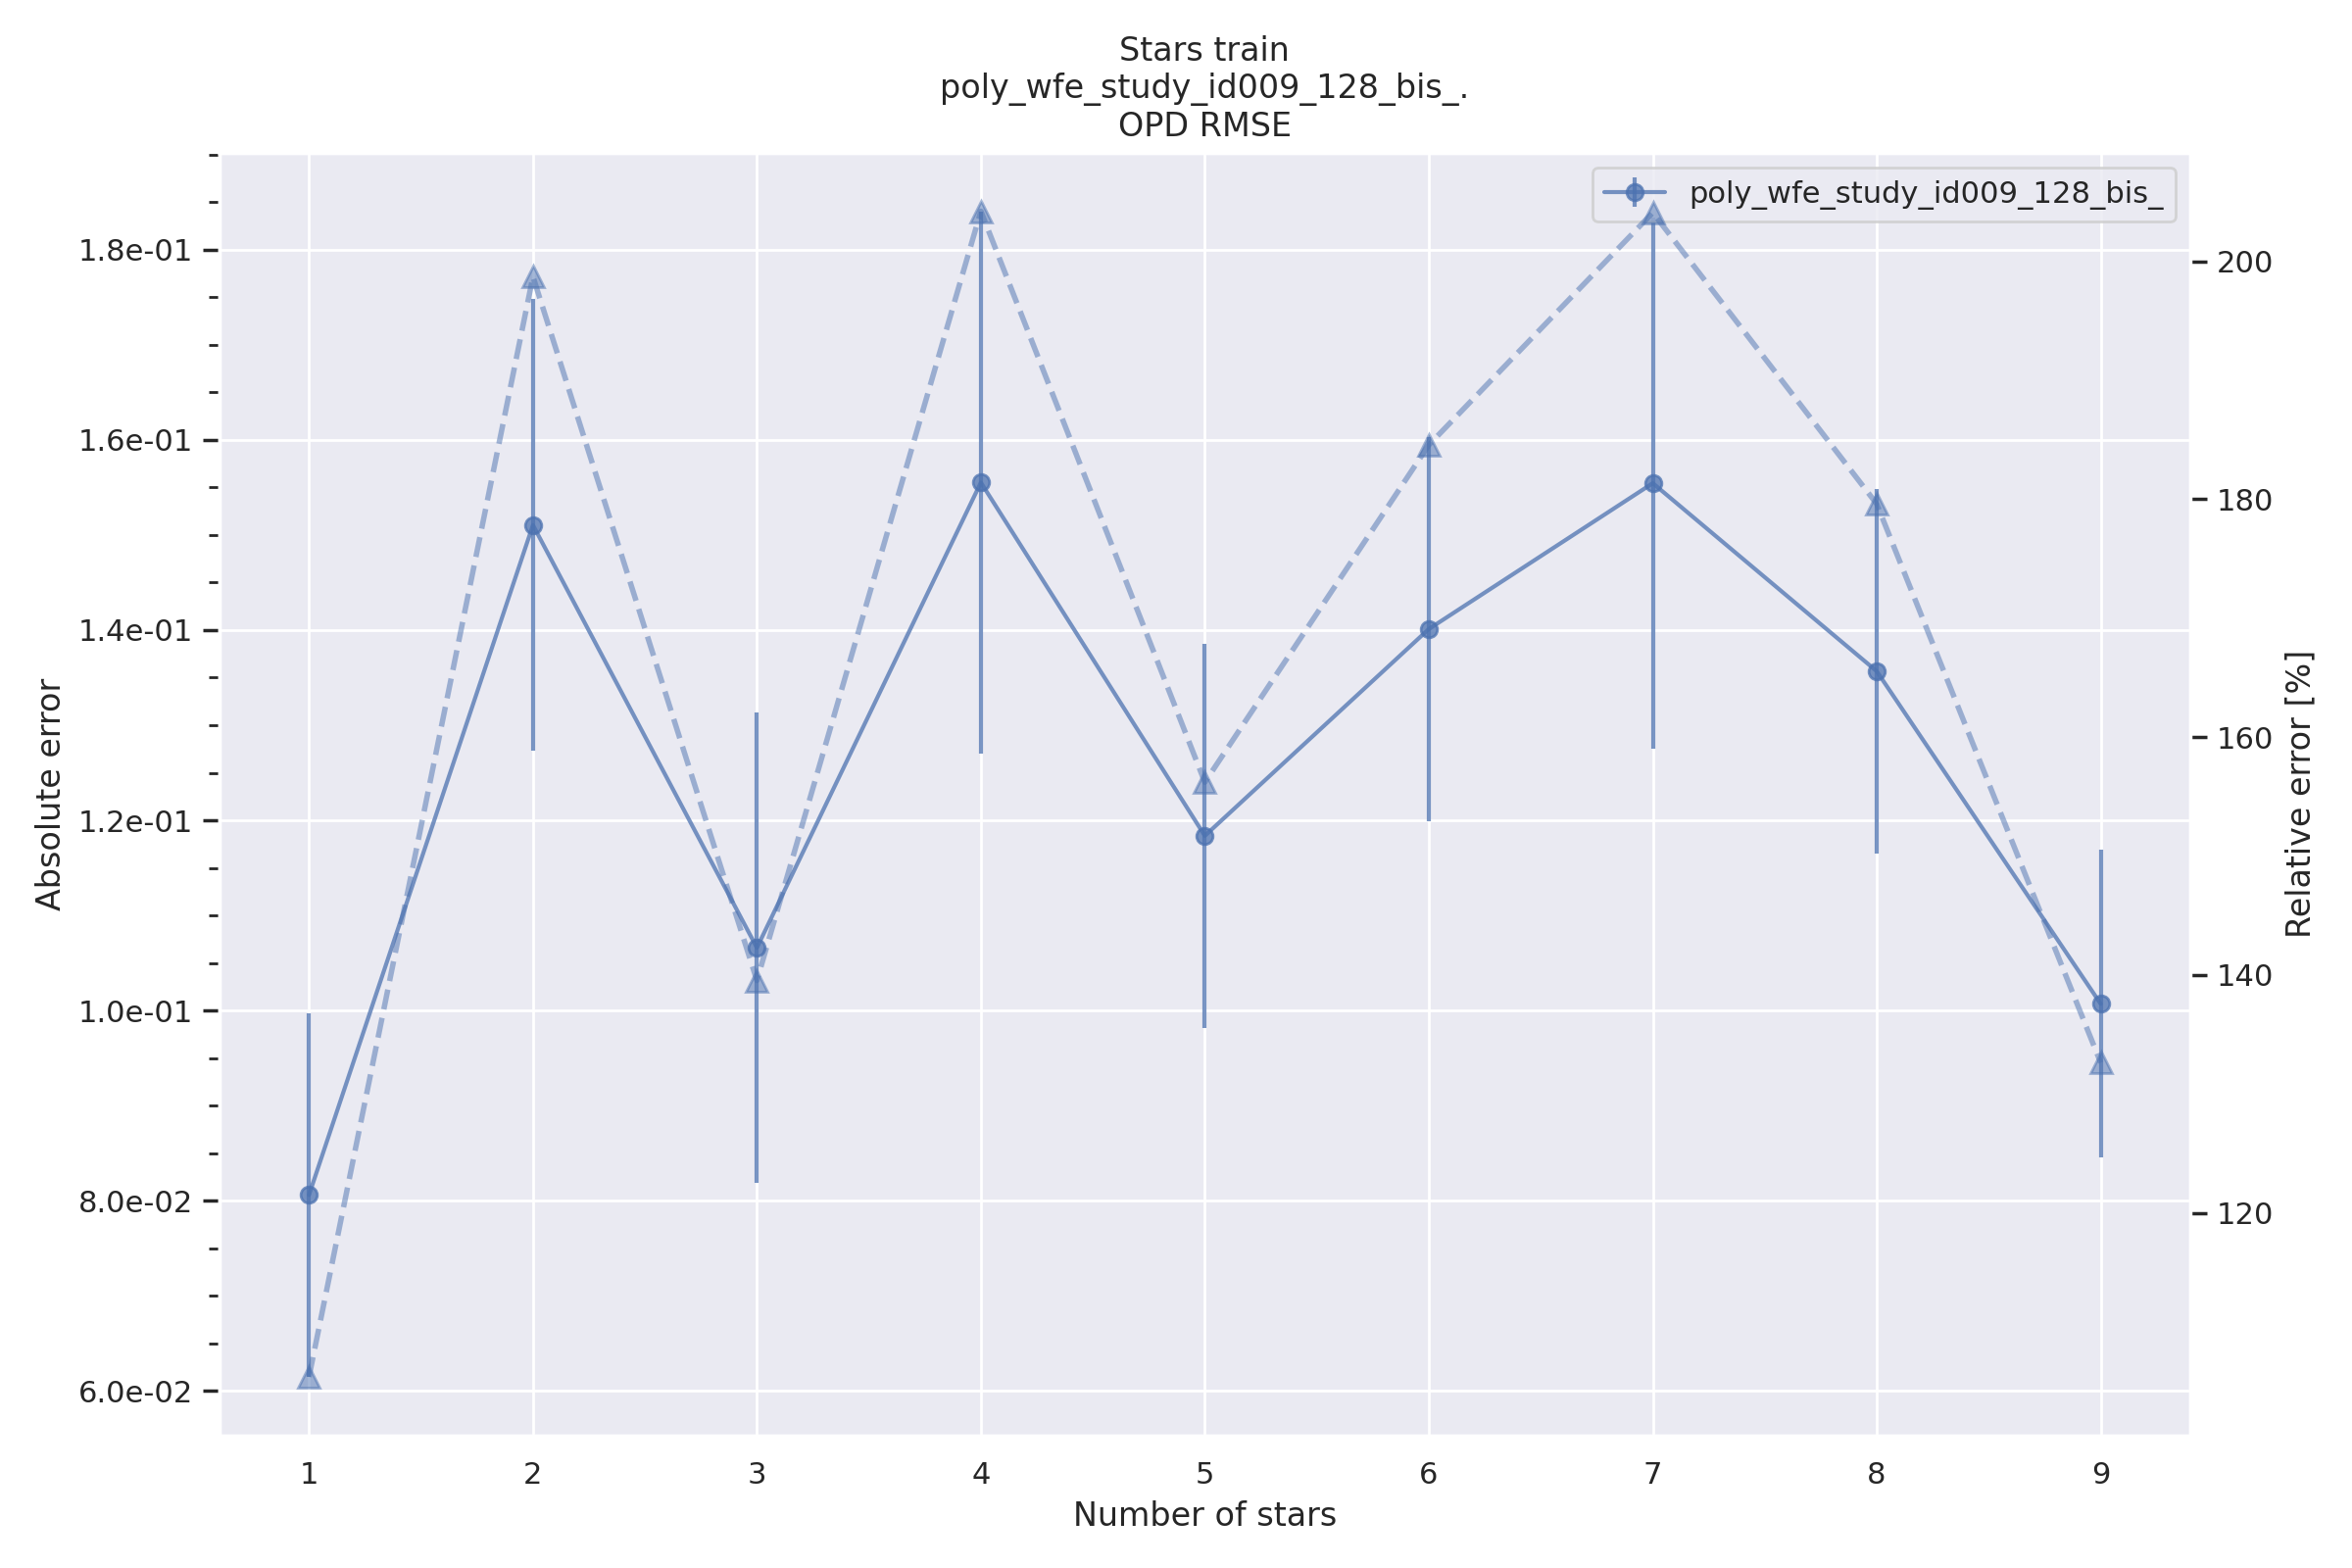 Stars train
poly_wfe_study_id009_128_bis_.
OPD RMSE
poly_wfe_study_id009_128_bis_
1.8e-01
1.6e-01
1.4e-01
1.2e-01
1.0e-01
8.0e-02
6.0e-02
Absolute error
200
180
160
140
120
Relative error [%]
1 2 3 4 5 6 7 8 9
Number of stars